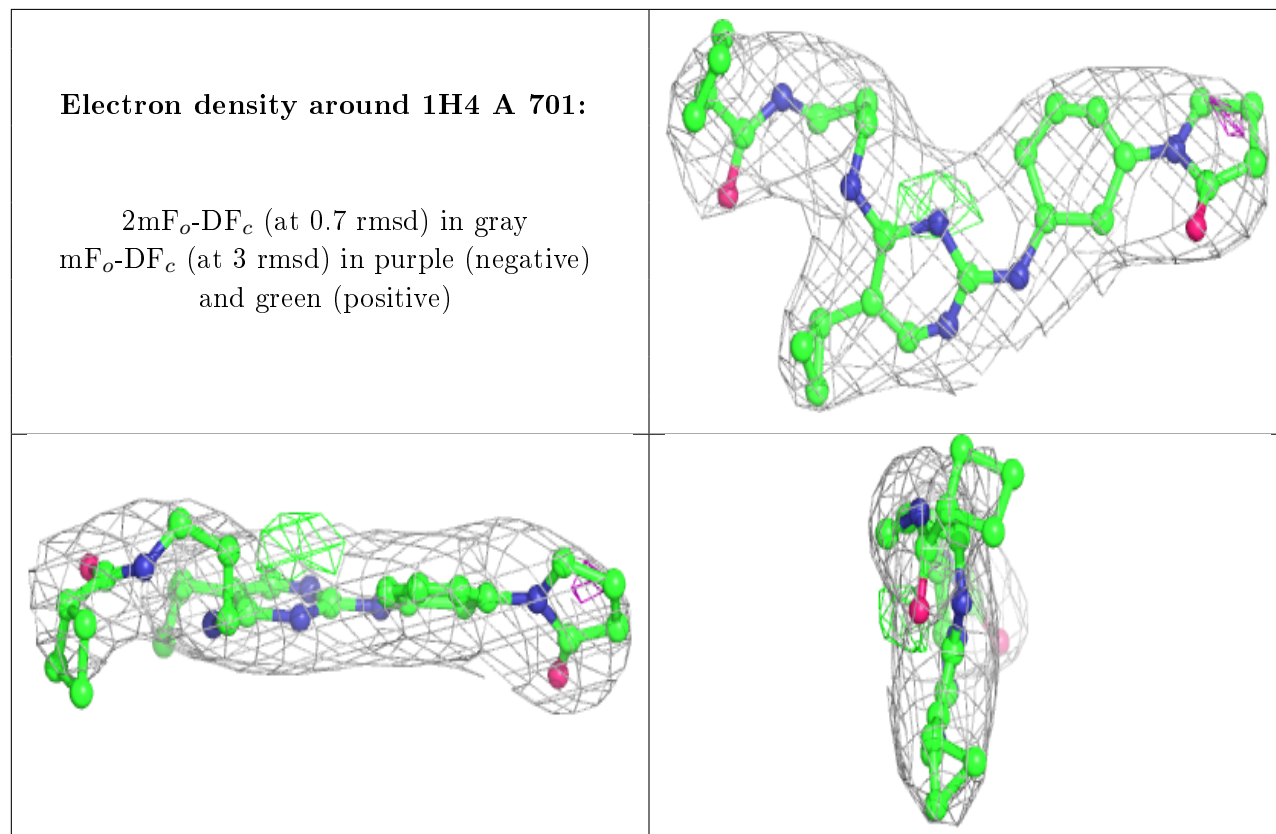 Electron density around 1H4 A 701:
2mFo-DFc (at 0.7 rmsd) in gray
mFo-DFc (at 3 rmsd) in purple (negative)
and green (positive)